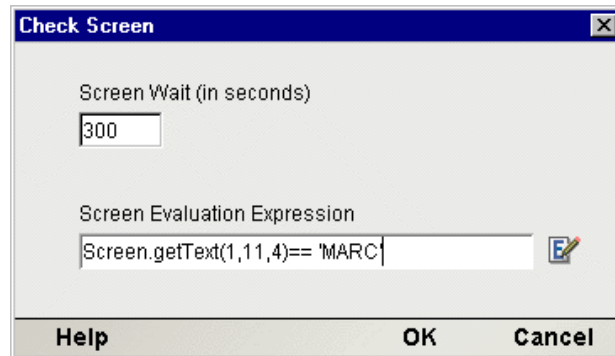 Check Screen
Screen Wait (in seconds)
300
Screen Evaluation Expression
Screen.getText(1,11,4)== 'MARC'
Help OK Cancel